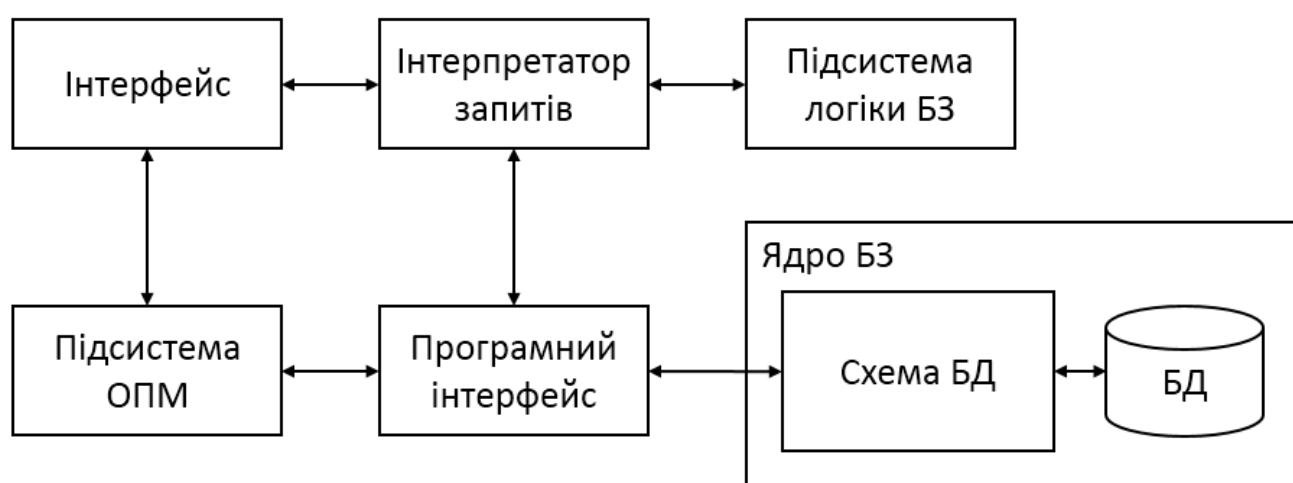 Інтерфейс
Інтерпретатор
запитів
Підсистема
логіки БЗ
Ядро БЗ
Підсистема
ОПМ
Програмний
інтерфейс
Схема БД
БД